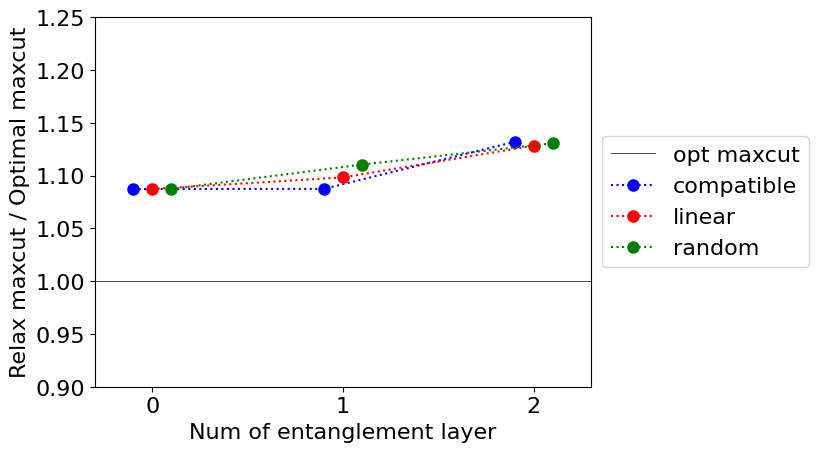 Relax maxcut / Optimal maxcut
1.25
1.20
1.15
1.10
1.05
1.00
0.95
0.90
0
1
2
Num of entanglement layer
opt maxcut
compatible
linear
random